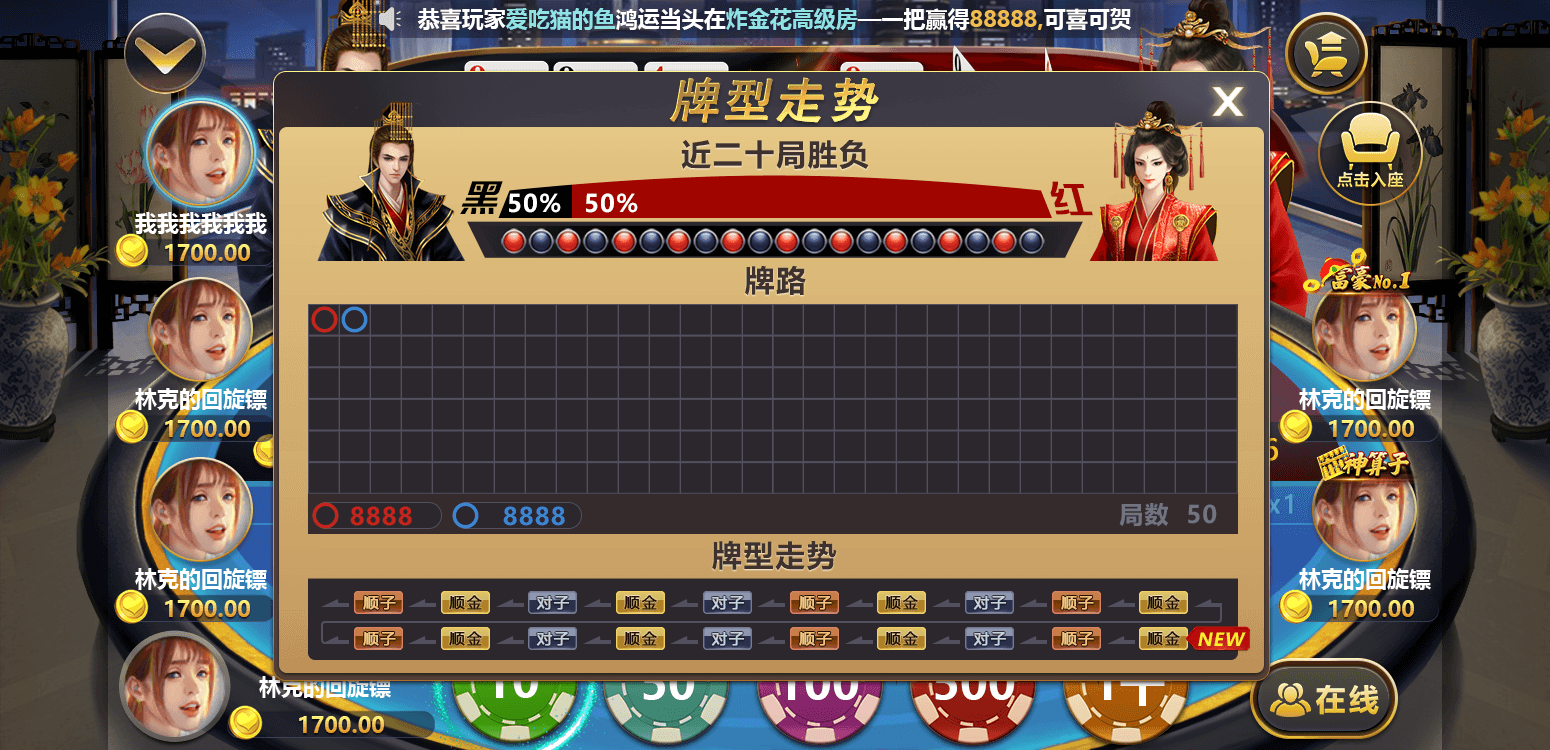 恭喜玩家爱吃猫的鱼鸿运当头在炸金花高级房——一把赢得88888,可喜可贺
牌型走势
X
近二十局胜负
黑 50% 50% 红
点击入座
我我我我我我
1700.00
牌路
富豪No.1
林克的回旋镖
1700.00
林克的回旋镖
1700.00
神算子
x1
8888 8888 局数 50
牌型走势
林克的回旋镖
1700.00
林克的回旋镖
1700.00
顺子 顺金 对子 顺金 对子 顺子 顺金 对子 顺子 顺金
顺子 顺金 对子 顺金 对子 顺子 顺金 对子 顺子 顺金 NEW
林克的回旋镖
1700.00
10 50 100 500 1千
在线